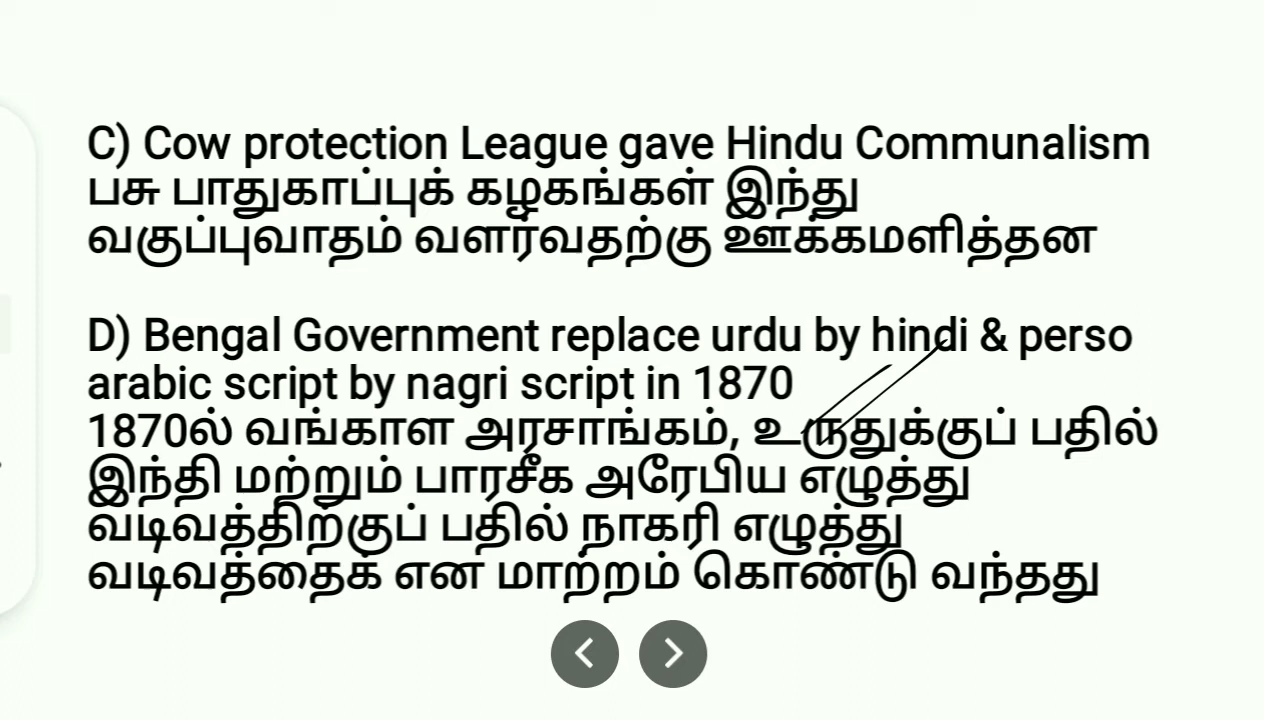 C) Cow protection League gave Hindu Communalism
பசு பாதுகாப்புக் கழகங்கள் இந்து
வகுப்புவாதம் வளர்வதற்கு ஊக்கமளித்தன
D) Bengal Government replace urdu by hindi & perso
arabic script by nagri script in 1870
1870ல் வங்காள அரசாங்கம், உருதுக்குப் பதில்
இந்தி மற்றும் பாரசீக அரேபிய எழுத்து
வடிவத்திற்குப் பதில் நாகரி எழுத்து
வடிவத்தைக் என மாற்றம் கொண்டு வந்தது